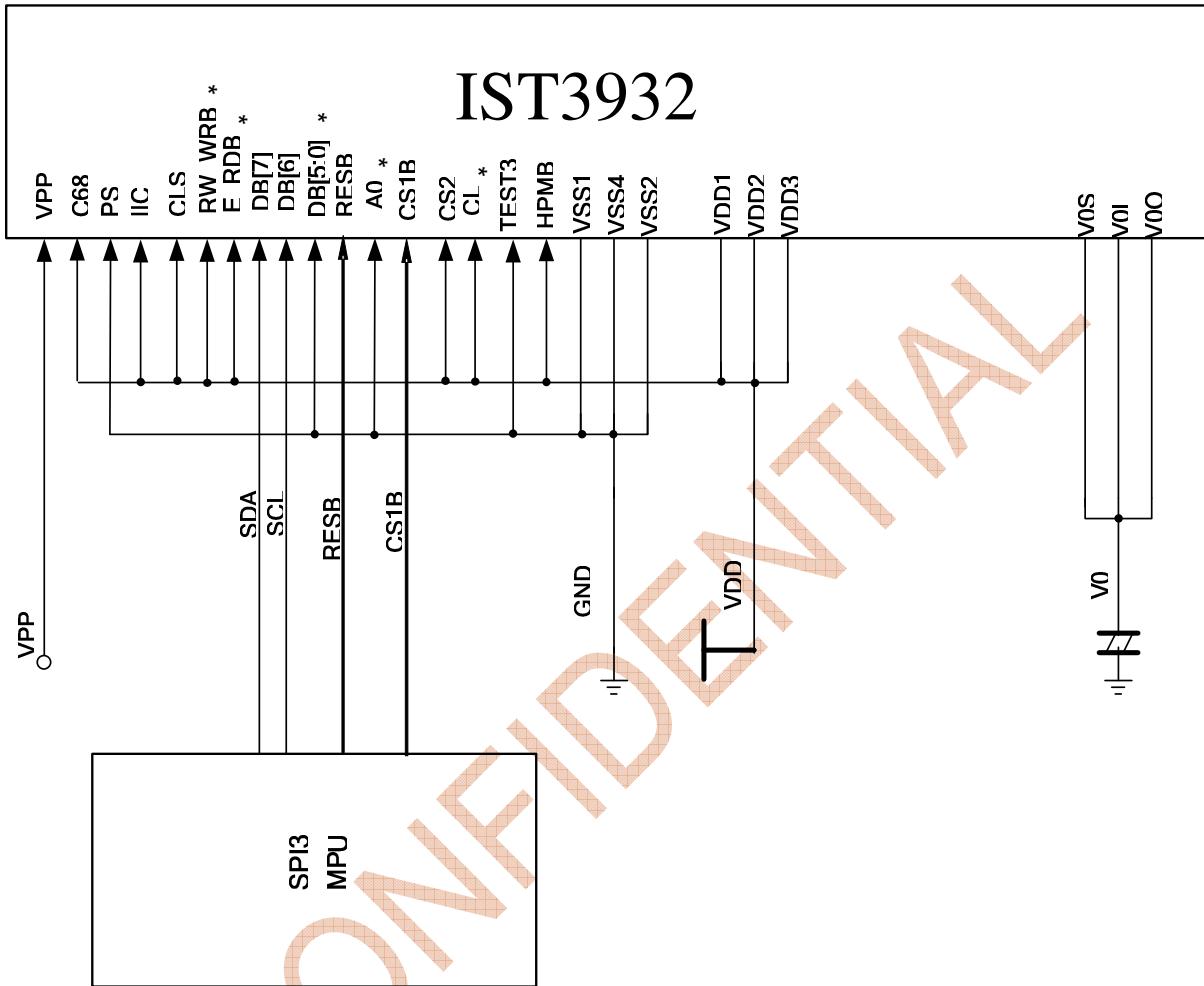 IST3932
VPP
C68
PS
IIC
CLS
RW WRB *
E RDB *
DB[7]
DB[6]
DB[5:0] *
RESB
A0 *
CS1B
CS2
CL *
TEST3
HPMB
VSS1
VSS4
VSS2
VDD1
VDD2
VDD3
V0S
V0I
V0O
SDA
SCL
RESB
CS1B
GND
VDD
V0
VPP
SPI3
MPU
ONFIDENTIAL